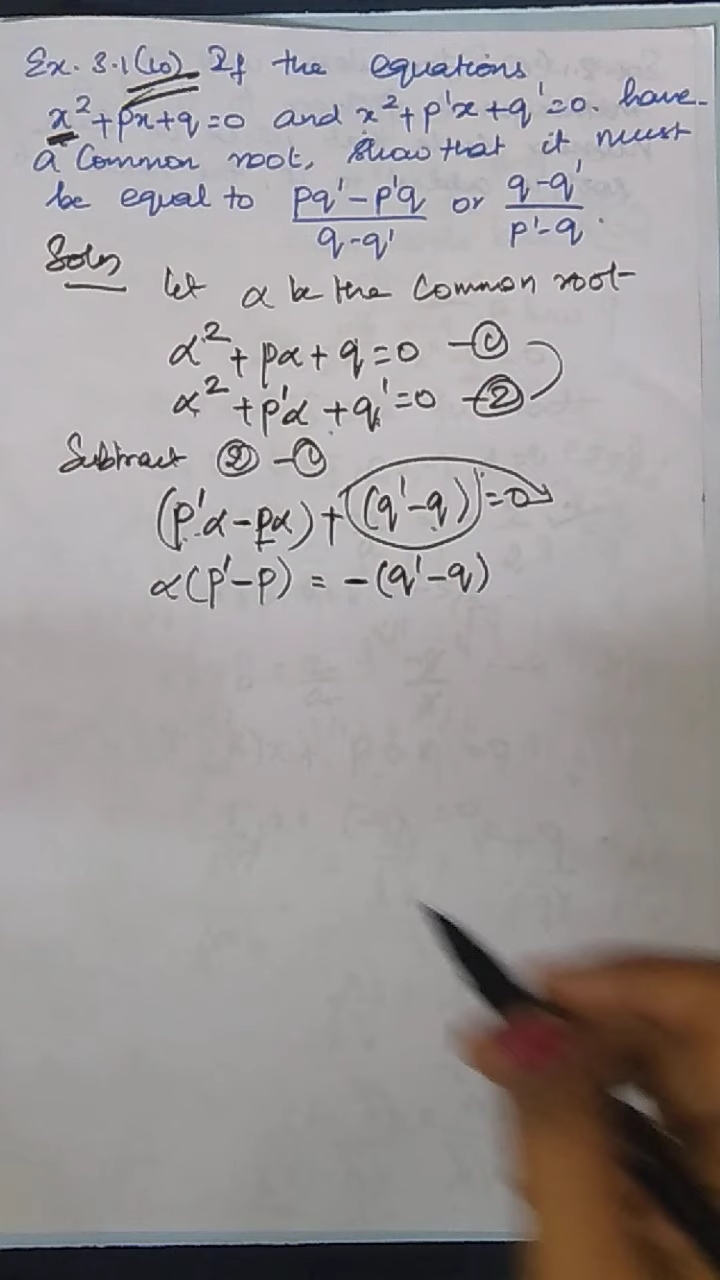 Ex. 3.1(10) If the equations
x² + px + q = 0 and x² + p'x + q' = 0. have
a Common root, show that it must
be equal to (pq' - p'q)/(q - q') or (q - q')/(p' - q).
Soln let α be the common root
α² + pα + q = 0 —①
α² + p'α + q' = 0 —②
Subtract ② - ①
(p'α - pα) + (q' - q) = 0
α(p' - p) = -(q' - q)